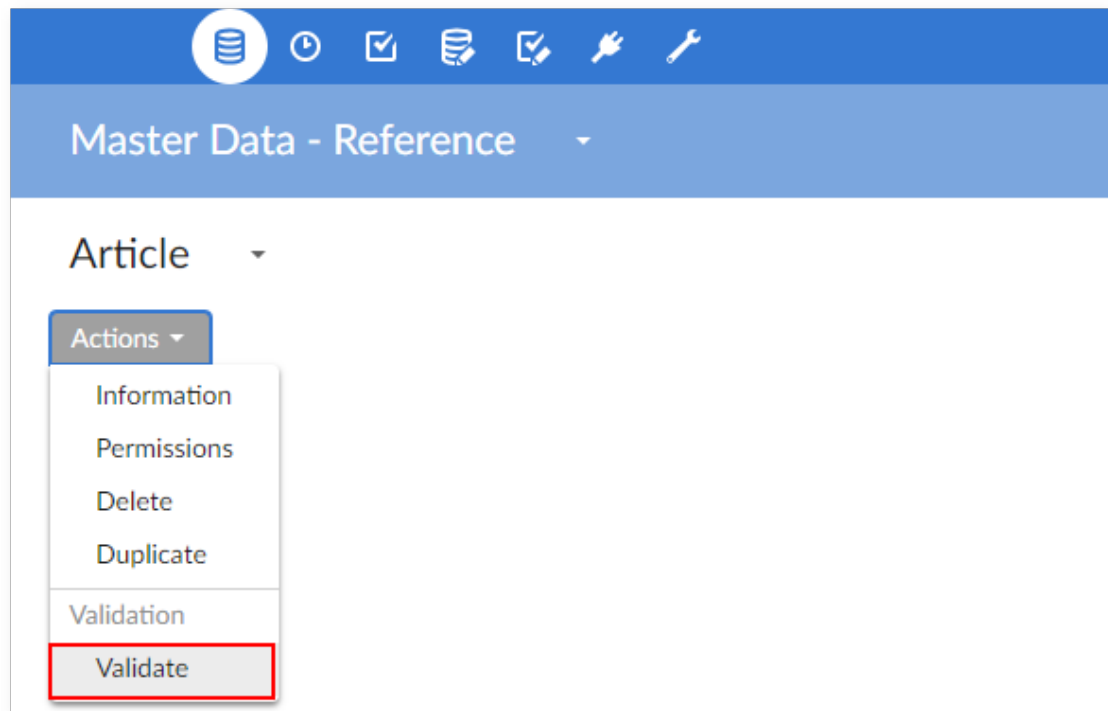 Master Data - Reference
Article
Actions
Information
Permissions
Delete
Duplicate
Validation
Validate